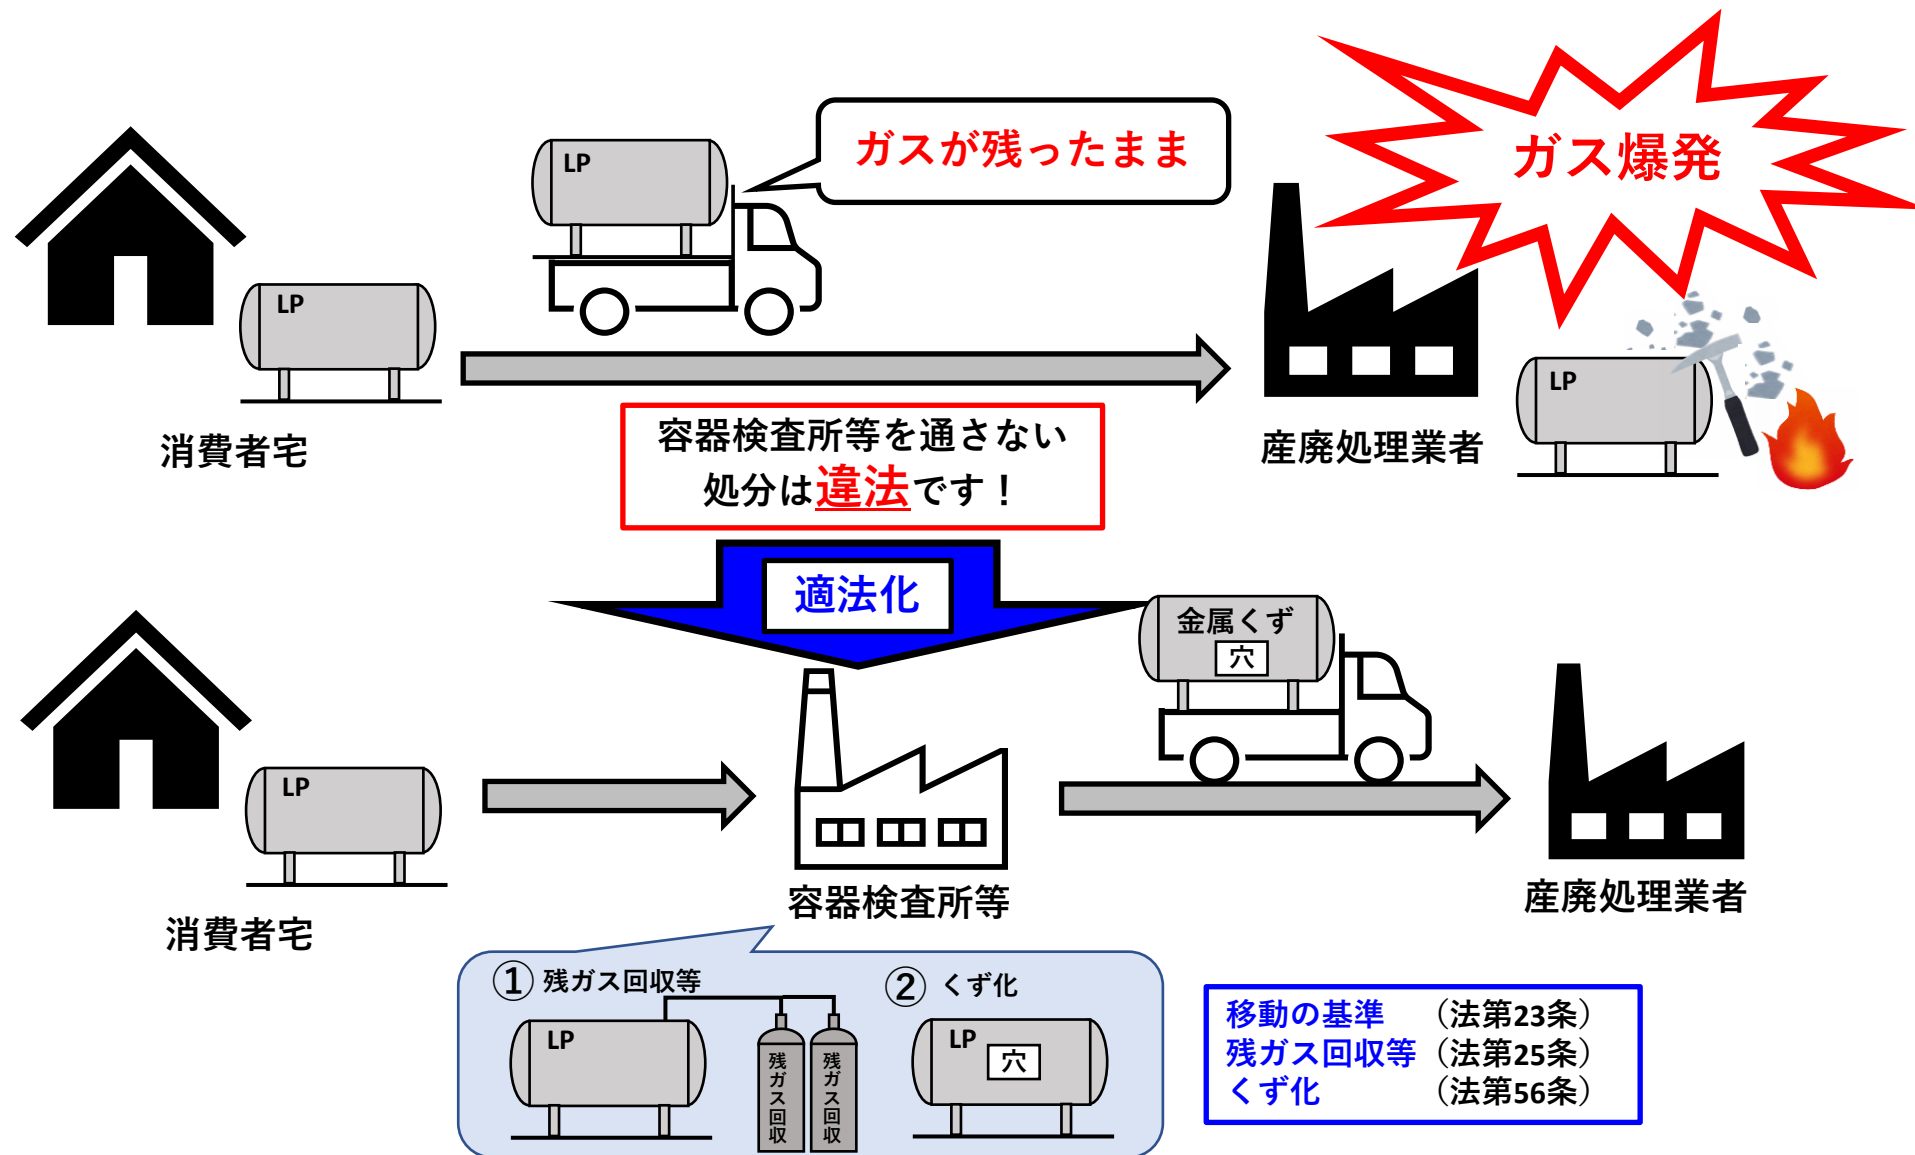 ガスが残ったまま
ガス爆発
LP
LP
LP
消費者宅
産廃処理業者
容器検査所等を通さない
処分は違法です！
適法化
金属くず
穴
LP
消費者宅
容器検査所等
産廃処理業者
① 残ガス回収等
LP
残ガス回収
残ガス回収
② くず化
LP
穴
移動の基準 （法第23条）
残ガス回収等（法第25条）
くず化 （法第56条）